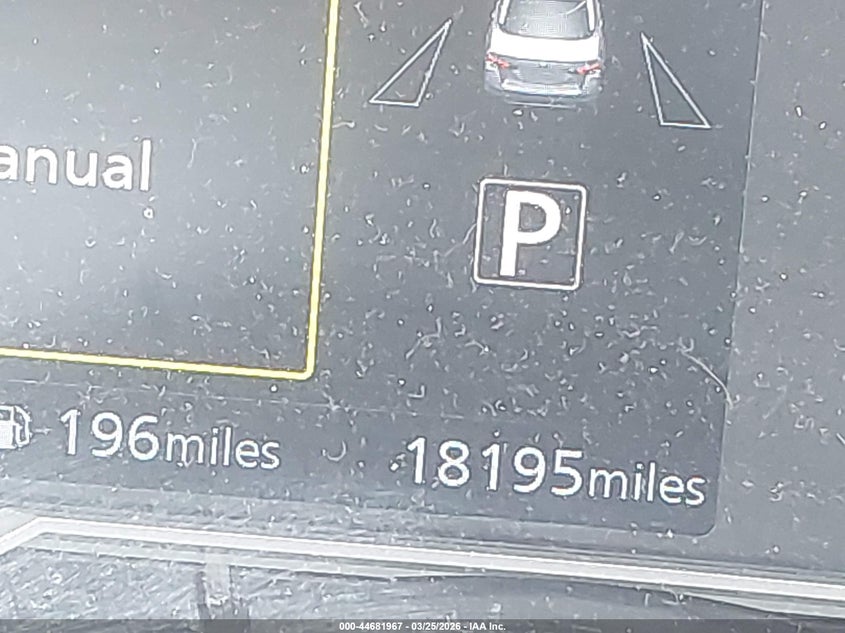 anual
P
196miles
18195miles
000-44681967 - 03/25/2026 - IAA Inc.